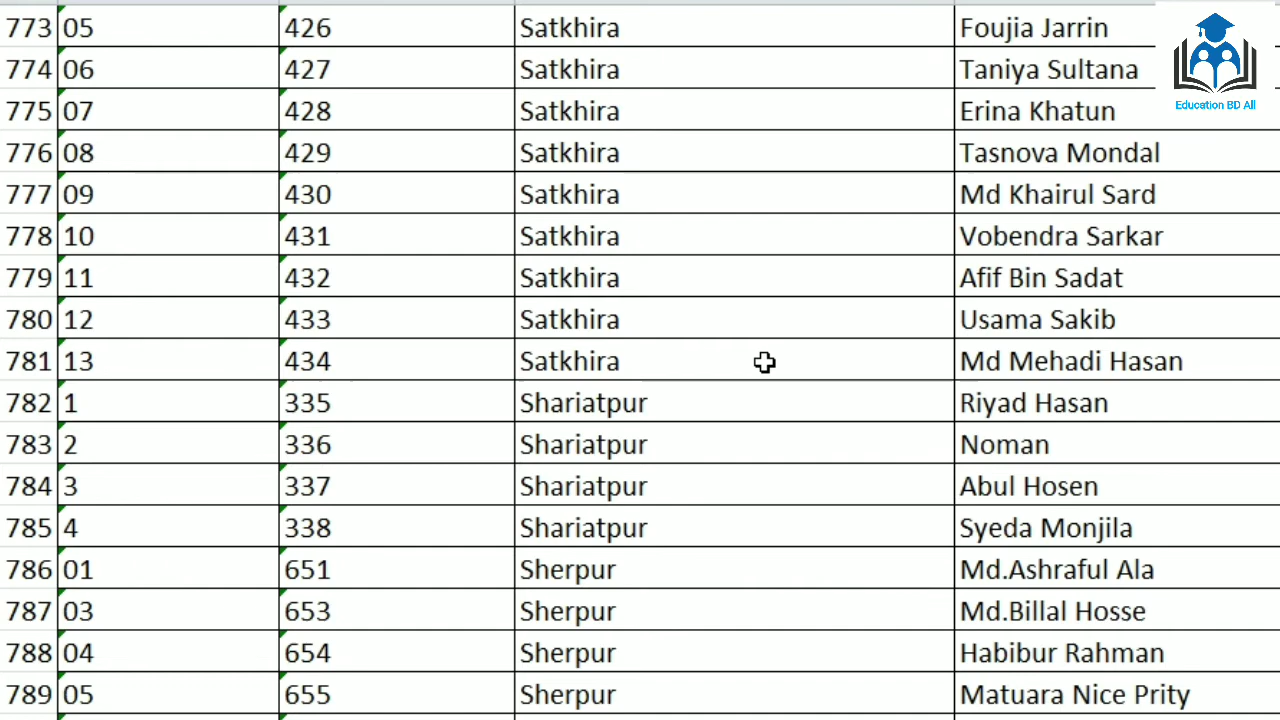 773 05 426 Satkhira Foujia Jarrin
774 06 427 Satkhira Taniya Sultana
775 07 428 Satkhira Erina Khatun
776 08 429 Satkhira Tasnova Mondal
777 09 430 Satkhira Md Khairul Sard
778 10 431 Satkhira Vobendra Sarkar
779 11 432 Satkhira Afif Bin Sadat
780 12 433 Satkhira Usama Sakib
781 13 434 Satkhira Md Mehadi Hasan
782 1 335 Shariatpur Riyad Hasan
783 2 336 Shariatpur Noman
784 3 337 Shariatpur Abul Hosen
785 4 338 Shariatpur Syeda Monjila
786 01 651 Sherpur Md.Ashraful Ala
787 03 653 Sherpur Md.Billal Hosse
788 04 654 Sherpur Habibur Rahman
789 05 655 Sherpur Matuara Nice Prity
Education BD All